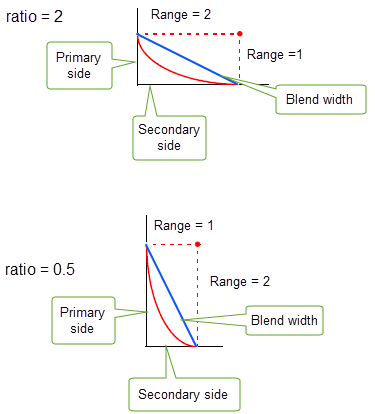 ratio = 2
Range = 2
Primary
side
Range =1
Blend width
Secondary
side
Range = 1
ratio = 0.5
Range = 2
Primary
side
Blend width
Secondary side